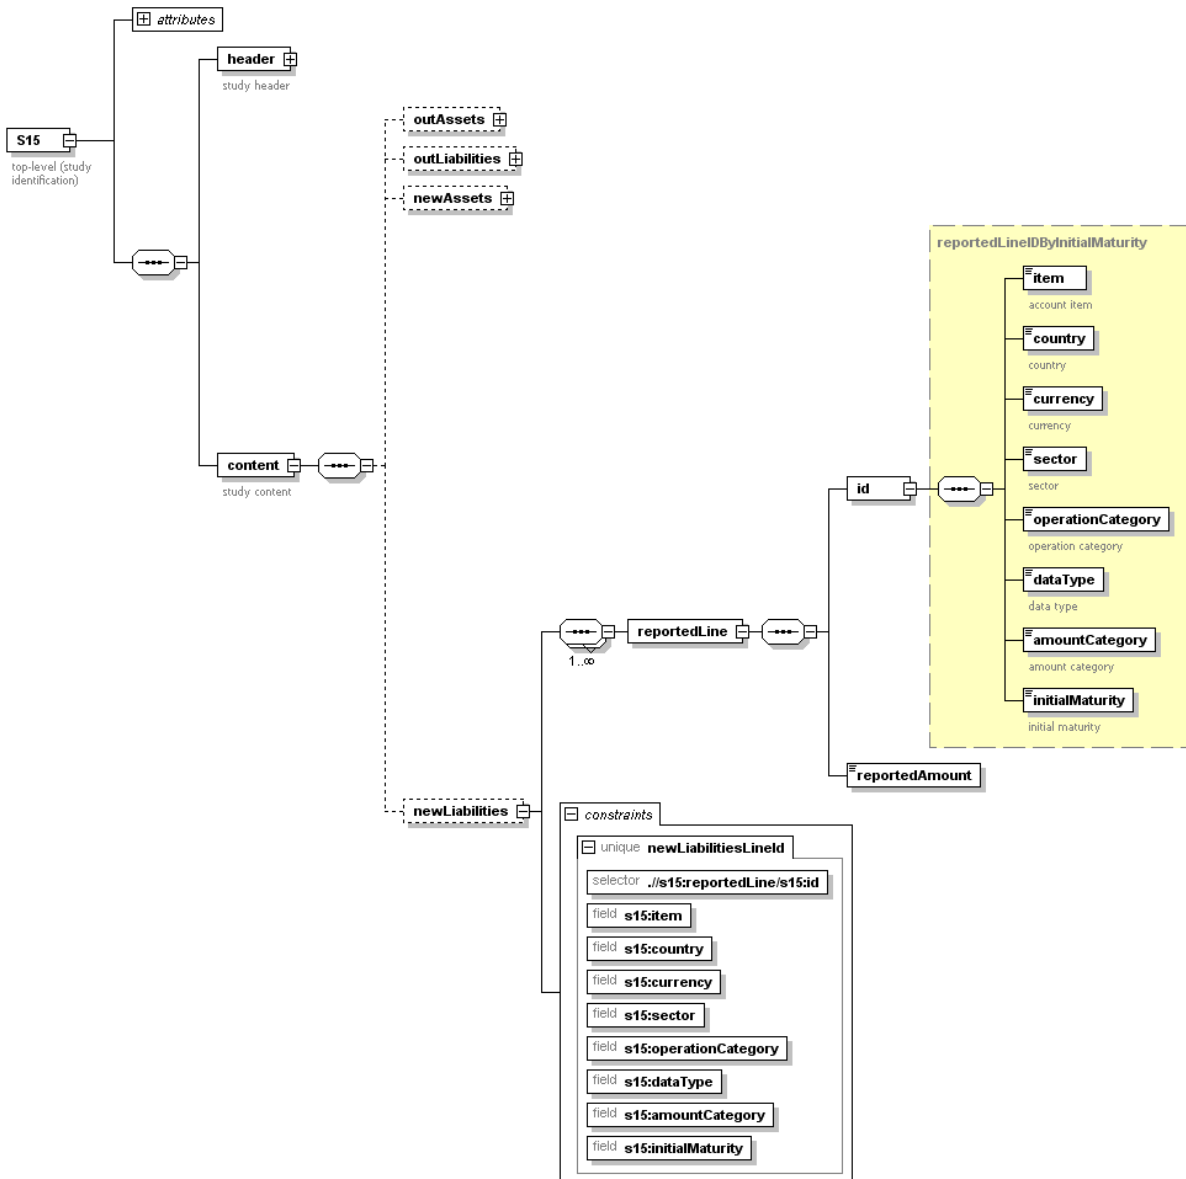 attributes
header
study header
S15
top-level (study
identification)
outAssets
outLiabilities
newAssets
reportedLineIDByInitialMaturity
item
account item
country
country
currency
currency
sector
sector
content
study content
id
operationCategory
operation category
dataType
data type
amountCategory
amount category
reportedLine
1..∞
initialMaturity
initial maturity
reportedAmount
newLiabilities
constraints
unique newLiabilitiesLineId
selector .//s15:reportedLine/s15:id
field s15:item
field s15:country
field s15:currency
field s15:sector
field s15:operationCategory
field s15:dataType
field s15:amountCategory
field s15:initialMaturity